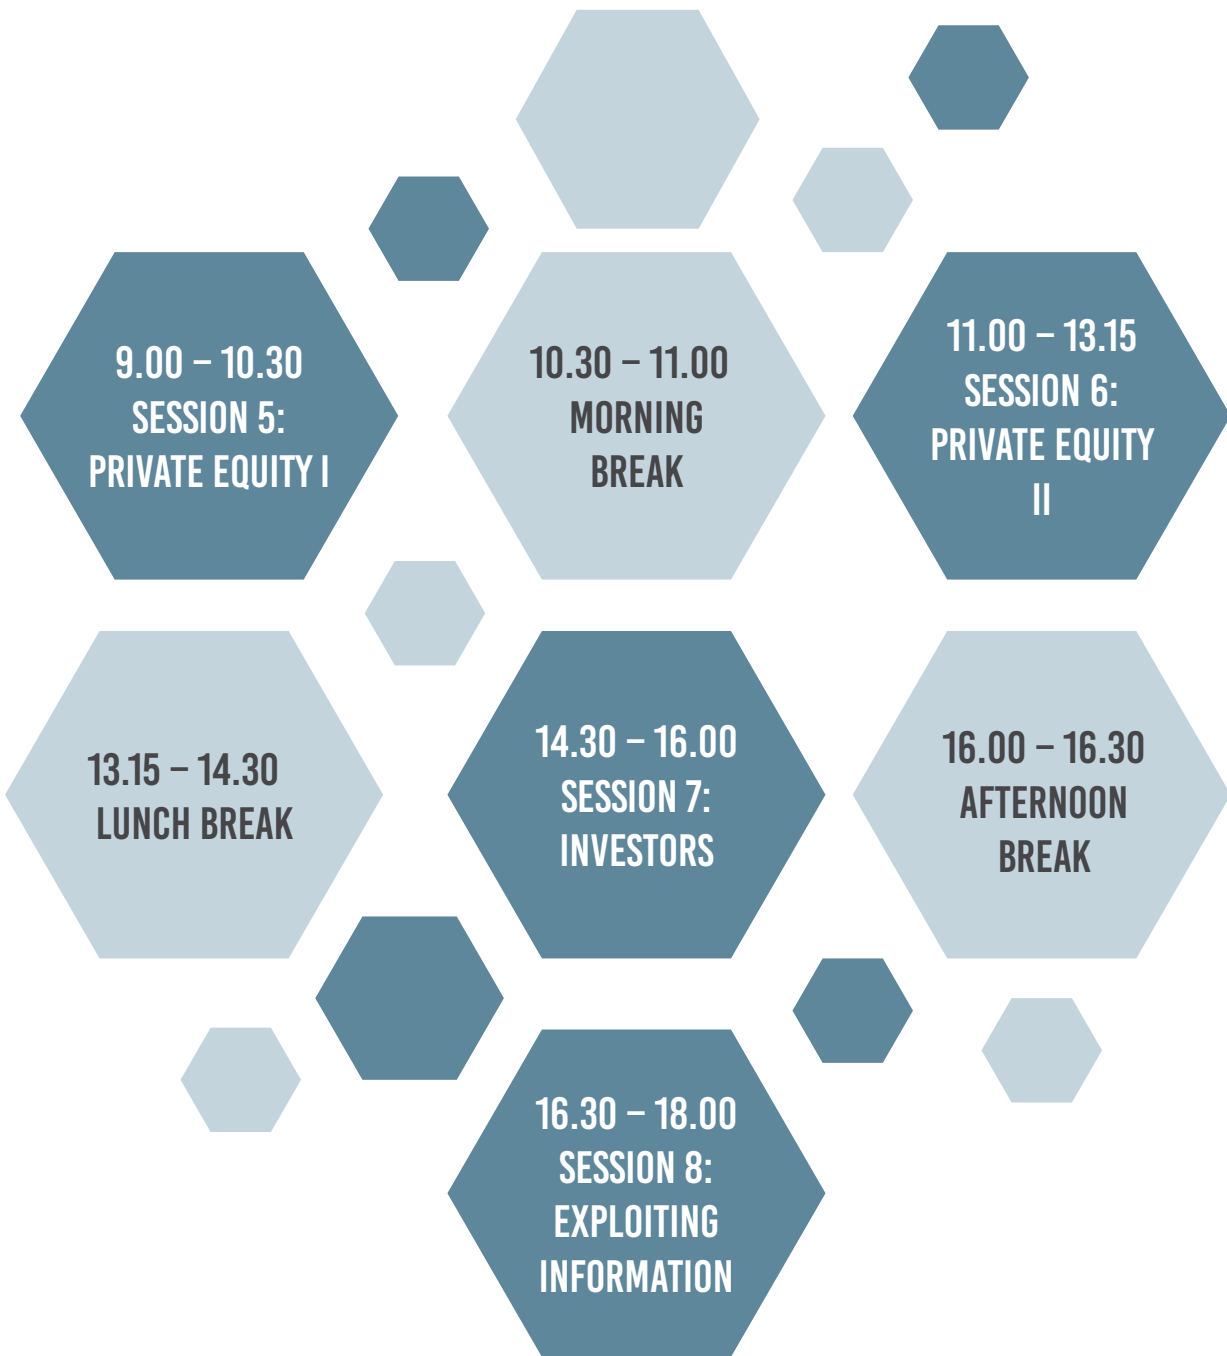 9.00 – 10.30
SESSION 5:
PRIVATE EQUITY I
10.30 – 11.00
MORNING
BREAK
11.00 – 13.15
SESSION 6:
PRIVATE EQUITY
II
13.15 – 14.30
LUNCH BREAK
14.30 – 16.00
SESSION 7:
INVESTORS
16.00 – 16.30
AFTERNOON
BREAK
16.30 – 18.00
SESSION 8:
EXPLOITING
INFORMATION